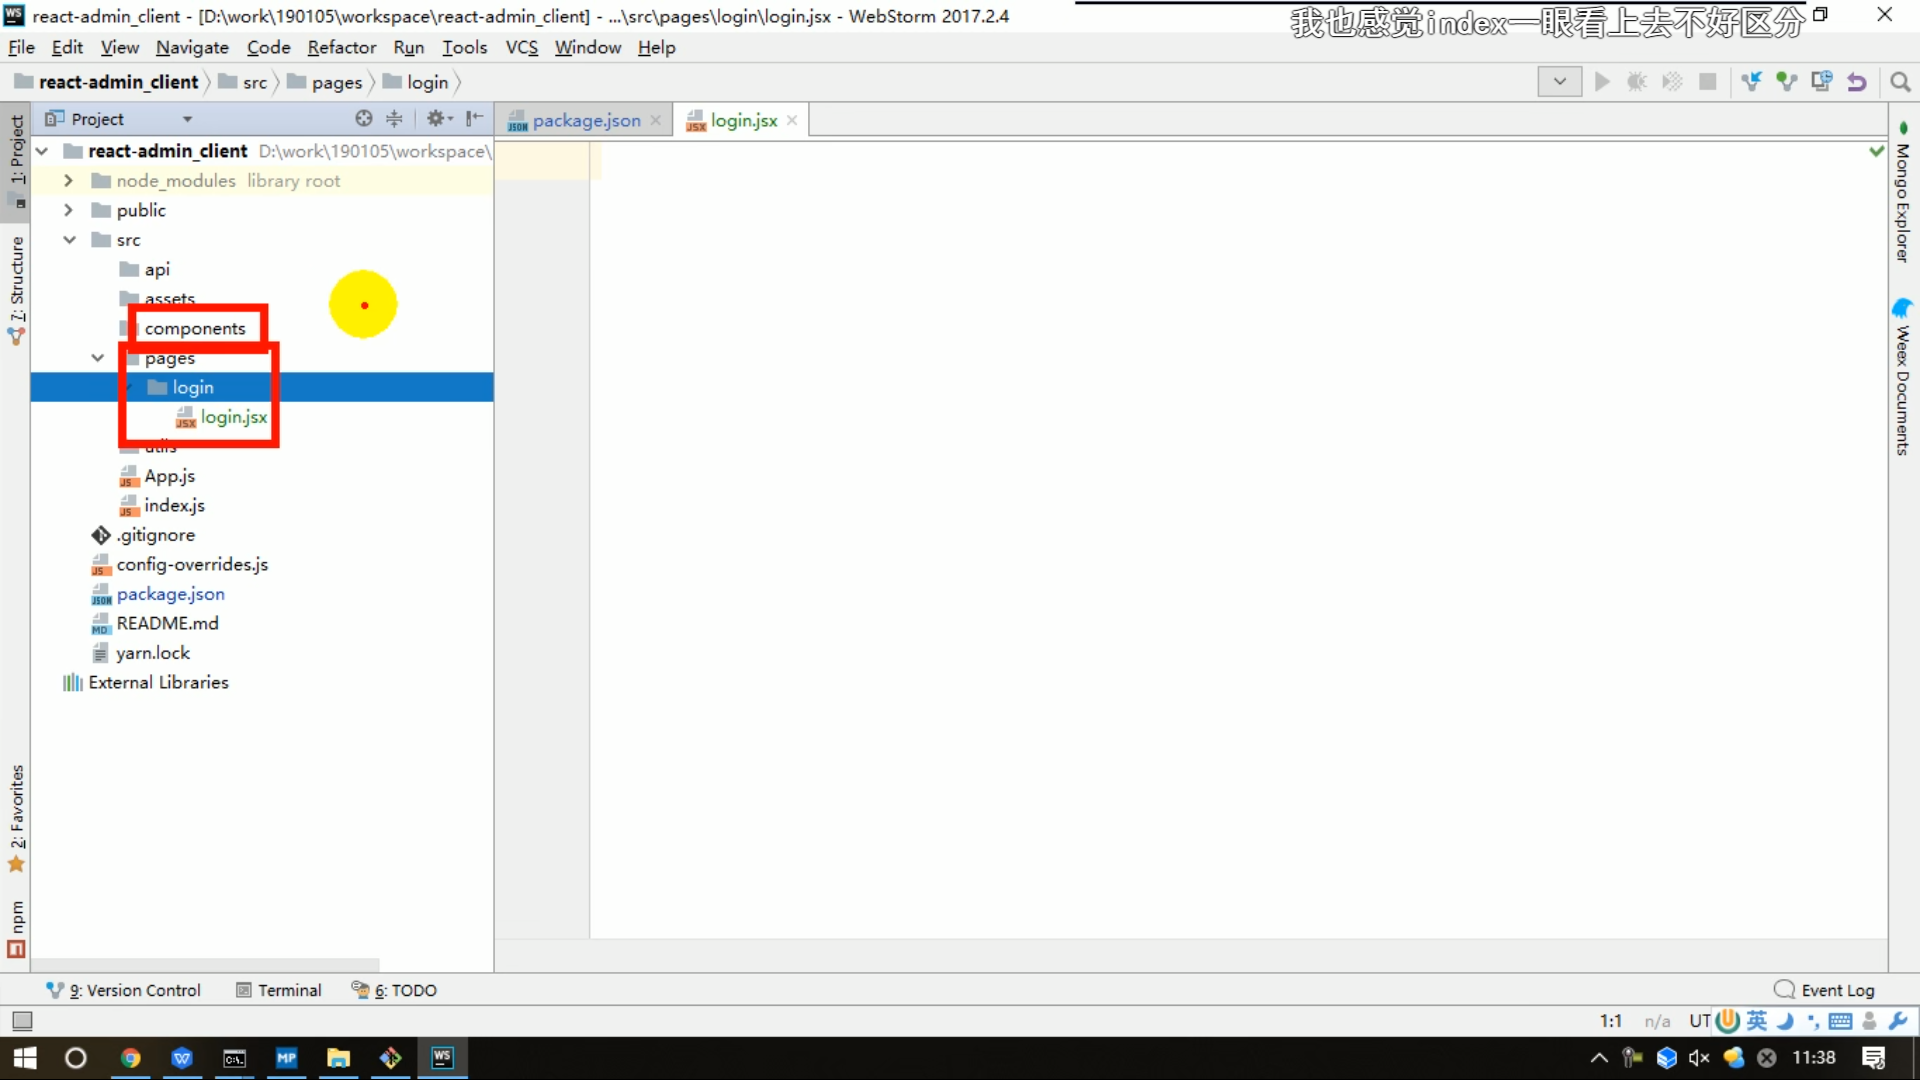 react-admin_client - [D:\work\190105\workspace\react-admin_client] - ...\src\pages\login\login.jsx - WebStorm 2017.2.4
我也感觉index一眼看上去不好区分
File Edit View Navigate Code Refactor Run Tools VCS Window Help
react-admin_client src pages login
1: Project
7: Structure
2: Favorites
npm
Project
react-admin_client D:\work\190105\workspace\
node_modules library root
public
src
api
assets
components
pages
login
login.jsx
utils
App.js
index.js
.gitignore
config-overrides.js
package.json
README.md
yarn.lock
External Libraries
package.json login.jsx
Mongo Explorer
Weex Documents
9: Version Control Terminal 6: TODO Event Log
1:1 n/a UT 英
11:38